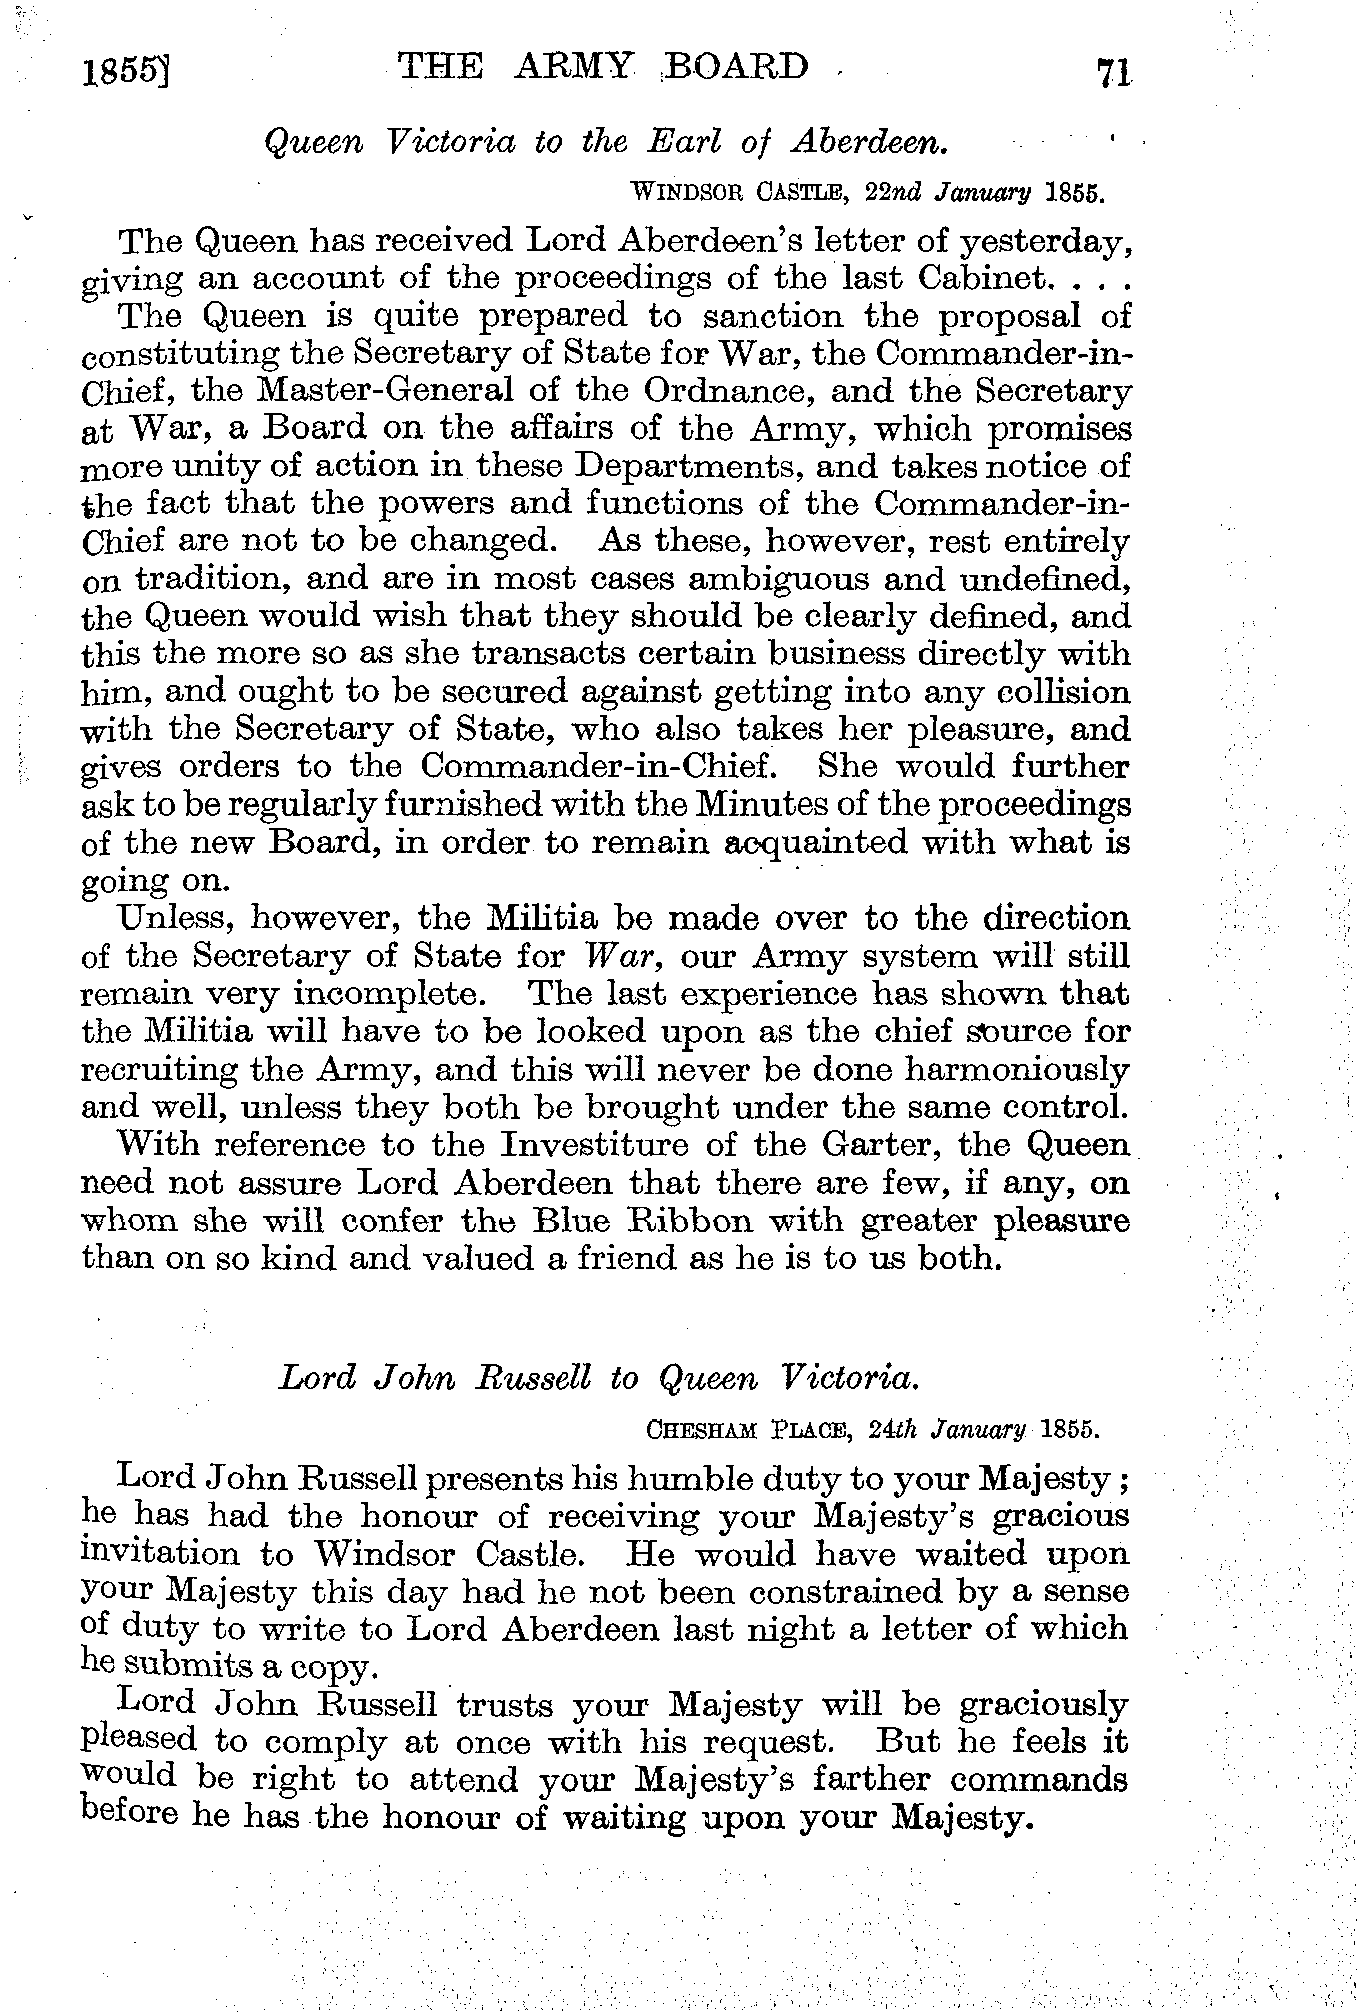 1855] THE ARMY BOARD 71
Queen Victoria to the Earl of Aberdeen.
WINDSOR CASTLE, 22nd January 1855.
The Queen has received Lord Aberdeen's letter of yesterday,
giving an account of the proceedings of the last Cabinet. . . .
The Queen is quite prepared to sanction the proposal of
constituting the Secretary of State for War, the Commander-in-
Chief, the Master-General of the Ordnance, and the Secretary
at War, a Board on the affairs of the Army, which promises
more unity of action in these Departments, and takes notice of
the fact that the powers and functions of the Commander-in-
Chief are not to be changed. As these, however, rest entirely
on tradition, and are in most cases ambiguous and undefined,
the Queen would wish that they should be clearly defined, and
this the more so as she transacts certain business directly with
him, and ought to be secured against getting into any collision
with the Secretary of State, who also takes her pleasure, and
gives orders to the Commander-in-Chief. She would further
ask to be regularly furnished with the Minutes of the proceedings
of the new Board, in order to remain acquainted with what is
going on.
Unless, however, the Militia be made over to the direction
of the Secretary of State for War, our Army system will still
remain very incomplete. The last experience has shown that
the Militia will have to be looked upon as the chief source for
recruiting the Army, and this will never be done harmoniously
and well, unless they both be brought under the same control.
With reference to the Investiture of the Garter, the Queen
need not assure Lord Aberdeen that there are few, if any, on
whom she will confer the Blue Ribbon with greater pleasure
than on so kind and valued a friend as he is to us both.
Lord John Russell to Queen Victoria.
CHESHAM PLACE, 24th January 1855.
Lord John Russell presents his humble duty to your Majesty ;
he has had the honour of receiving your Majesty's gracious
invitation to Windsor Castle. He would have waited upon
your Majesty this day had he not been constrained by a sense
of duty to write to Lord Aberdeen last night a letter of which
he submits a copy.
Lord John Russell trusts your Majesty will be graciously
pleased to comply at once with his request. But he feels it
would be right to attend your Majesty's farther commands
before he has the honour of waiting upon your Majesty.